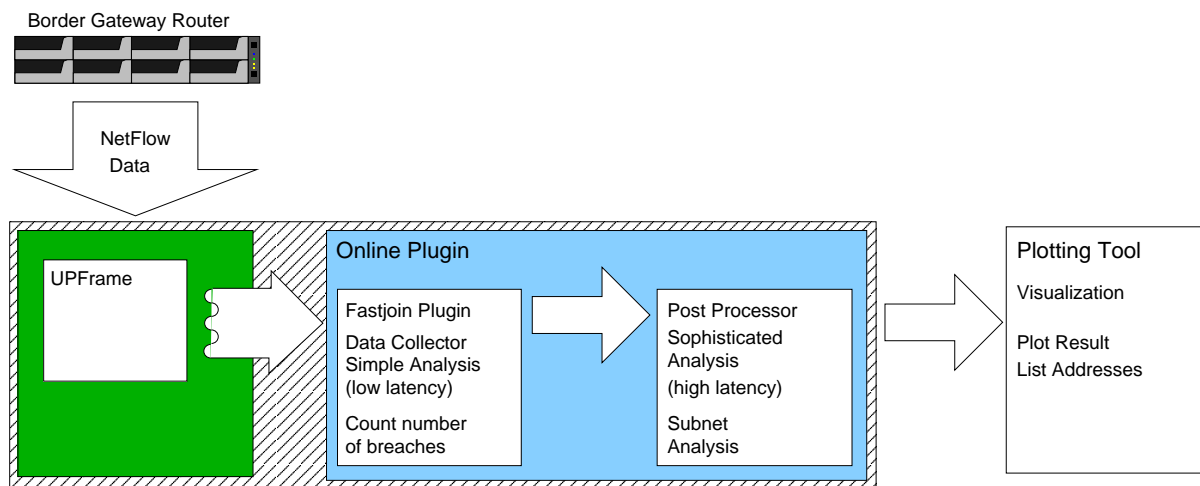 Border Gateway Router
NetFlow
Data
UPFrame
Online Plugin
Fastjoin Plugin
Data Collector
Simple Analysis
(low latency)
Count number
of breaches
Post Processor
Sophisticated
Analysis
(high latency)
Subnet
Analysis
Plotting Tool
Visualization
Plot Result
List Addresses